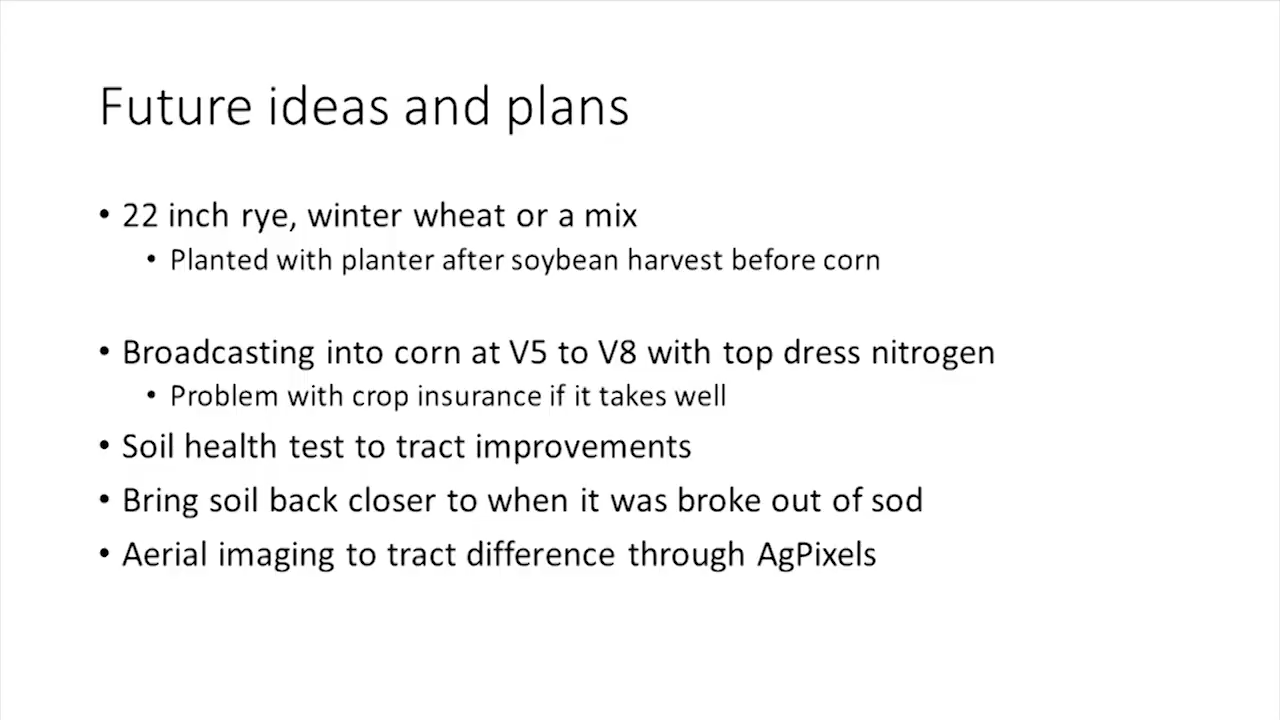 Future ideas and plans
• 22 inch rye, winter wheat or a mix
• Planted with planter after soybean harvest before corn
• Broadcasting into corn at V5 to V8 with top dress nitrogen
• Problem with crop insurance if it takes well
• Soil health test to tract improvements
• Bring soil back closer to when it was broke out of sod
• Aerial imaging to tract difference through AgPixels